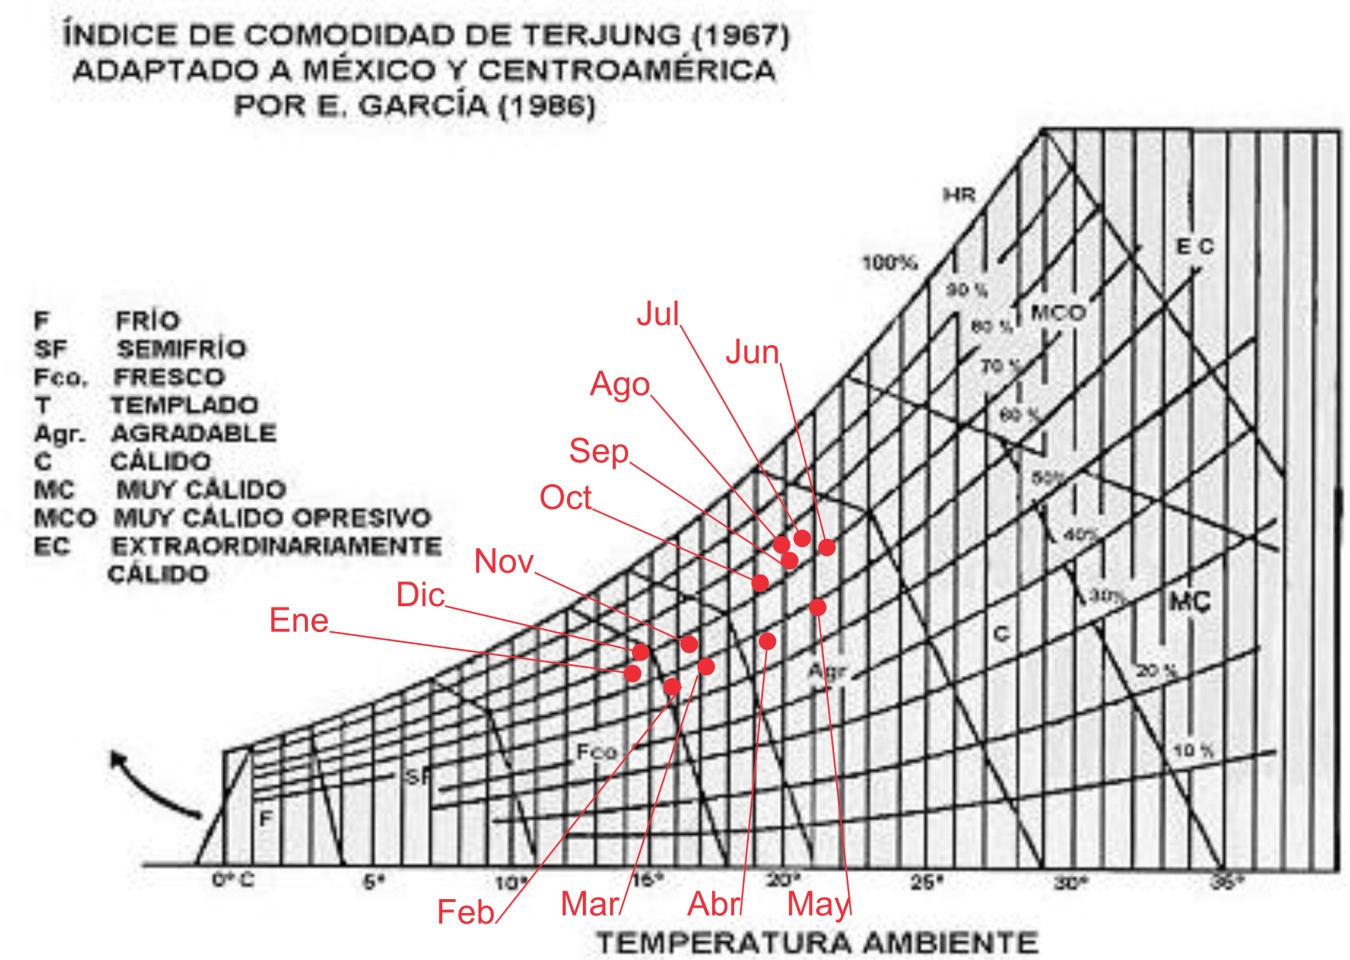 ÍNDICE DE COMODIDAD DE TERJUNG (1967)
ADAPTADO A MÉXICO Y CENTROAMÉRICA
POR E. GARCÍA (1986)
HR
100%
90 %
80 %
70 %
60 %
50%
40%
30%
20 %
10 %
E C
MCO
MC
C
Agr
Fco
SF
F
F FRÍO
SF SEMIFRÍO
Fco. FRESCO
T TEMPLADO
Agr. AGRADABLE
C CÁLIDO
MC MUY CÁLIDO
MCO MUY CÁLIDO OPRESIVO
EC EXTRAORDINARIAMENTE
CÁLIDO
Jul
Jun
Ago
Sep
Oct
Nov
Dic
Ene
Feb
Mar
Abr
May
0° C 5° 10° 15° 20° 25° 30° 35°
TEMPERATURA AMBIENTE